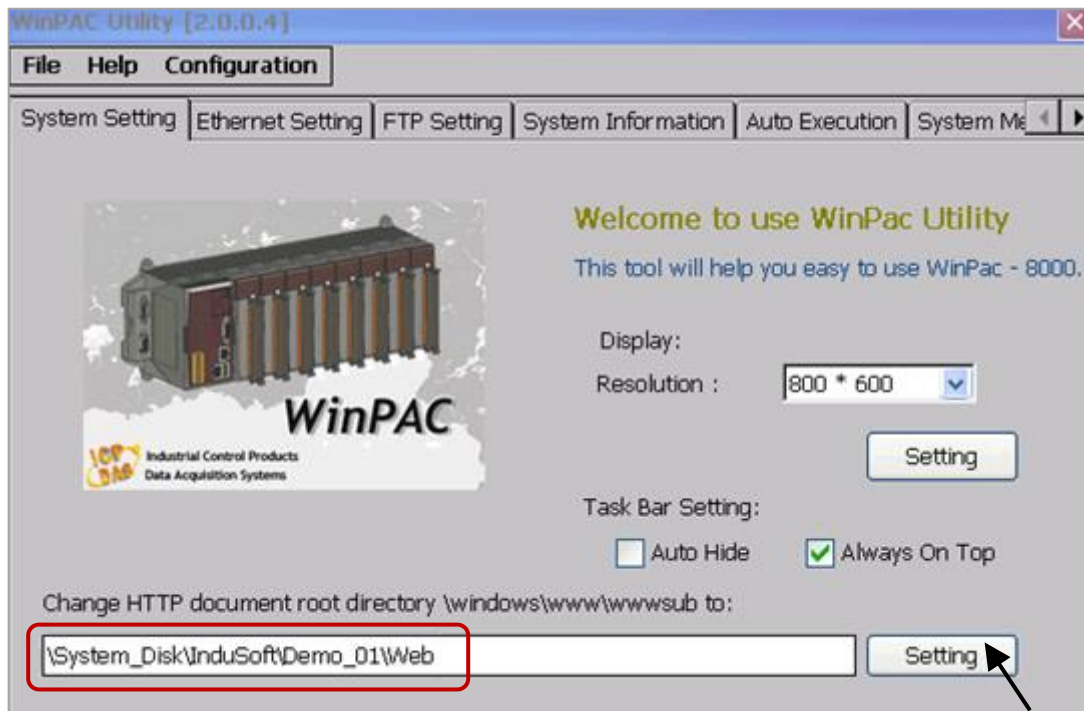 WinPAC Utility [2.0.0.4]
File Help Configuration
System Setting Ethernet Setting FTP Setting System Information Auto Execution System Me
Welcome to use WinPac Utility
This tool will help you easy to use WinPac - 8000.
Display:
Resolution : 800 * 600
WinPAC
ICP DAS
Industrial Control Products
Data Acquisition Systems
Setting
Task Bar Setting:
Auto Hide Always On Top
Change HTTP document root directory \windows\www\wwwsub to:
\System_Disk\InduSoft\Demo_01\Web Setting